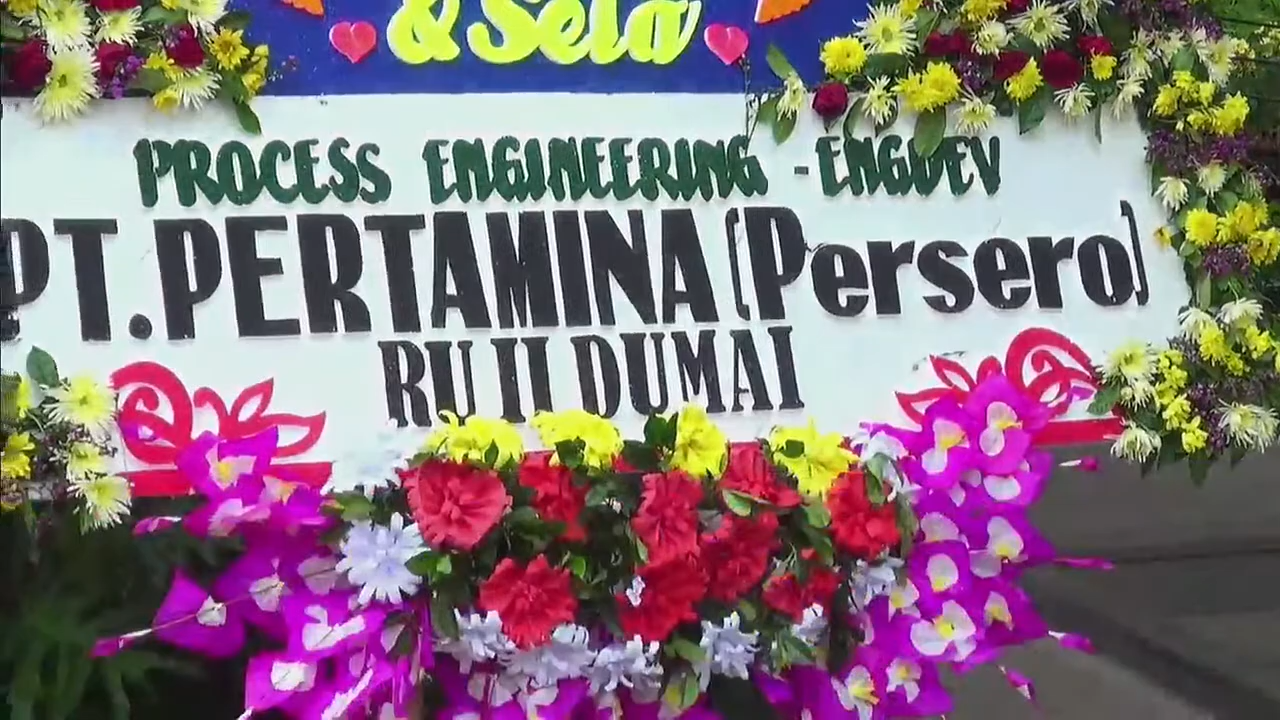 & Sela
PROCESS ENGINEERING - ENGDEV
PT. PERTAMINA (Persero)
RU II DUMAI